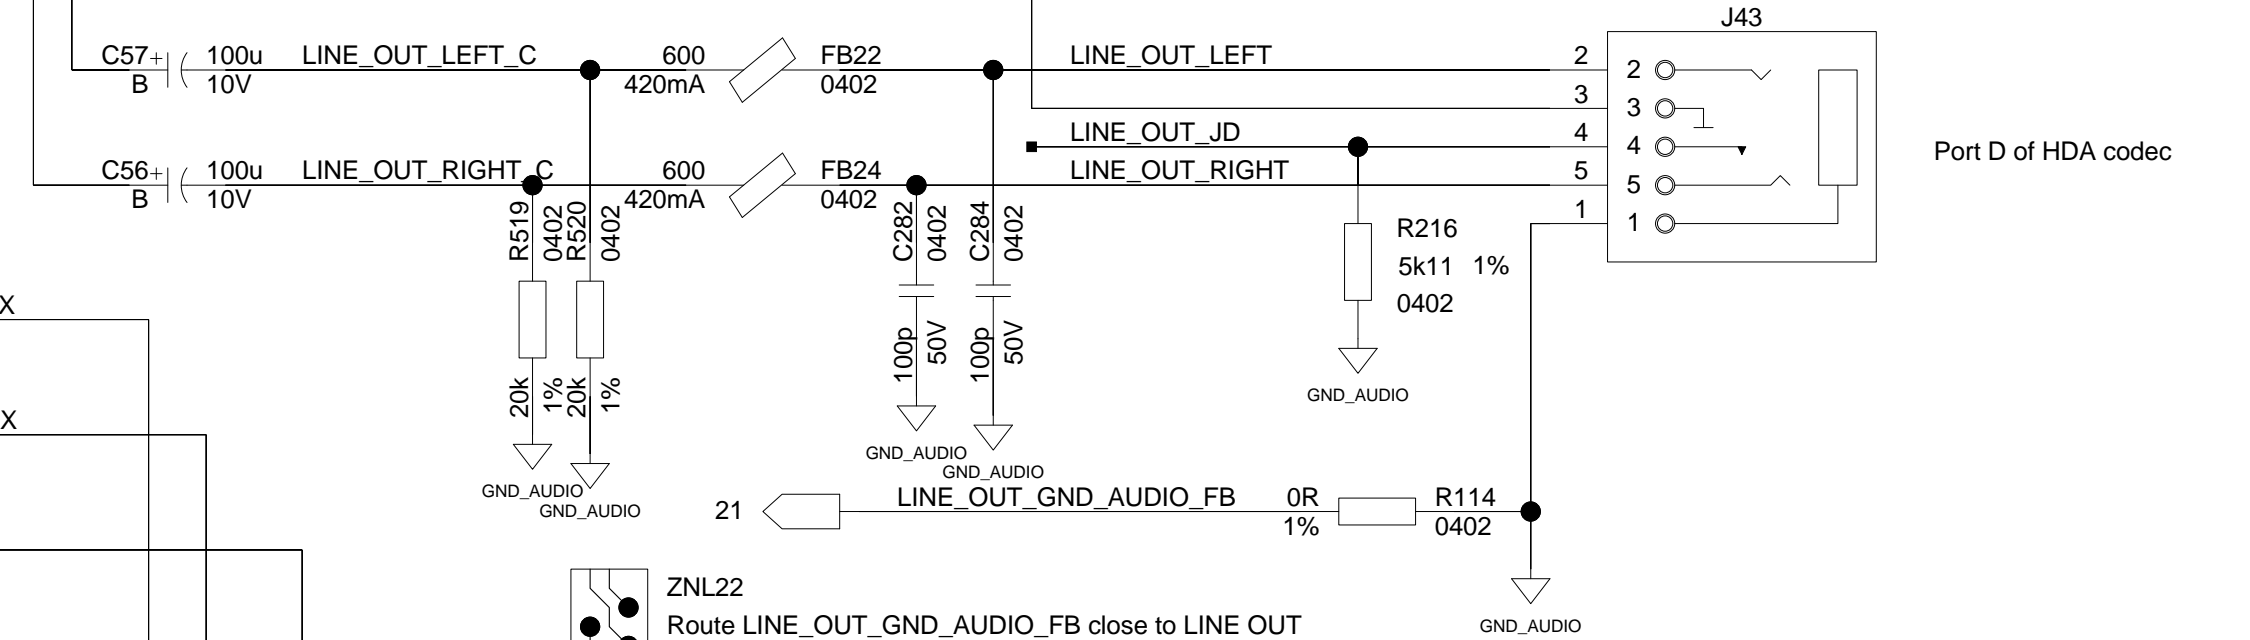 J43
C57 + 100u LINE_OUT_LEFT_C 600 FB22 LINE_OUT_LEFT 2
B 10V 420mA 0402
2
3
3
LINE_OUT_JD 4
4
Port D of HDA codec
C56 + 100u LINE_OUT_RIGHT_C 600 FB24 LINE_OUT_RIGHT 5
B 10V 420mA 0402
5
1
1
R519 0402
20k 1%
R520 0402
20k 1%
C282 0402
100p 50V
C284 0402
100p 50V
R216
5k11 1%
0402
GND_AUDIO
X
X
GND_AUDIO
GND_AUDIO
GND_AUDIO
GND_AUDIO
21 LINE_OUT_GND_AUDIO_FB 0R R114
1% 0402
ZNL22
Route LINE_OUT_GND_AUDIO_FB close to LINE OUT
GND_AUDIO